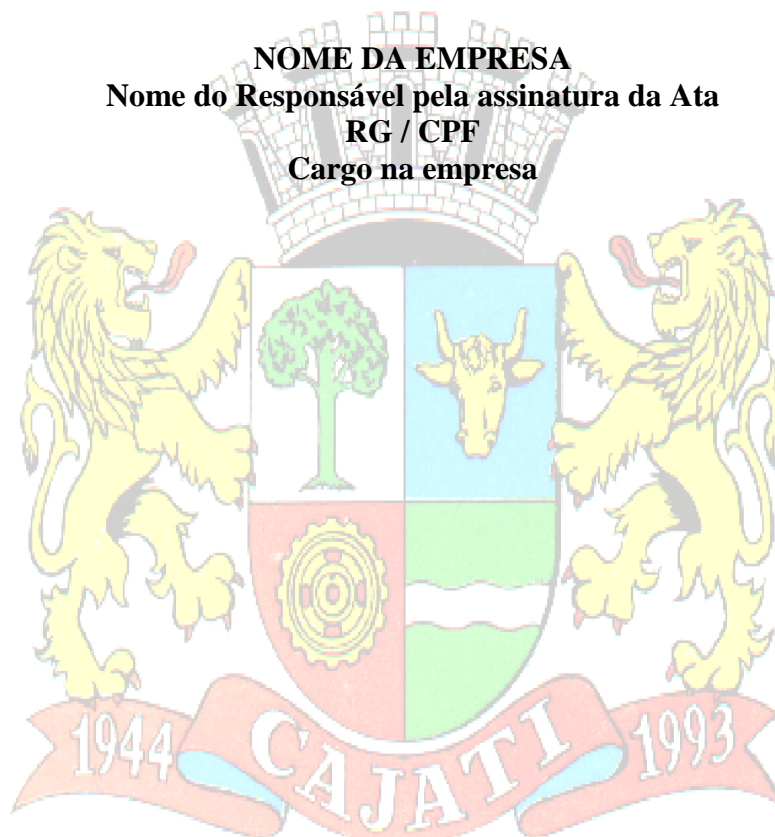 NOME DA EMPRESA
Nome do Responsável pela assinatura da Ata
RG / CPF
Cargo na empresa
1944 CAJATI 1993